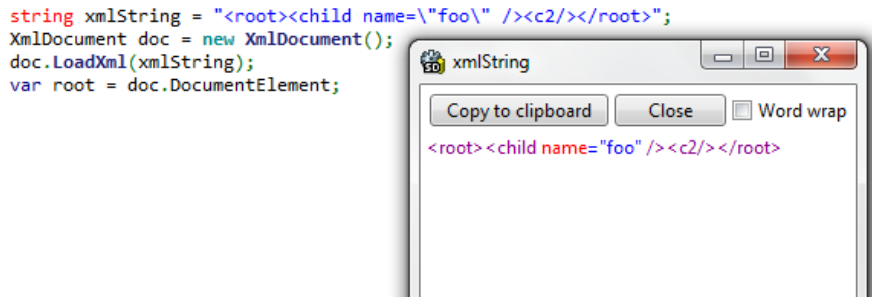 string xmlString = "<root><child name=\"foo\" /><c2/></root>";
XmlDocument doc = new XmlDocument();
doc.LoadXml(xmlString);
var root = doc.DocumentElement;
SD
xmlString
Copy to clipboard Close Word wrap
<root><child name="foo" /><c2/></root>